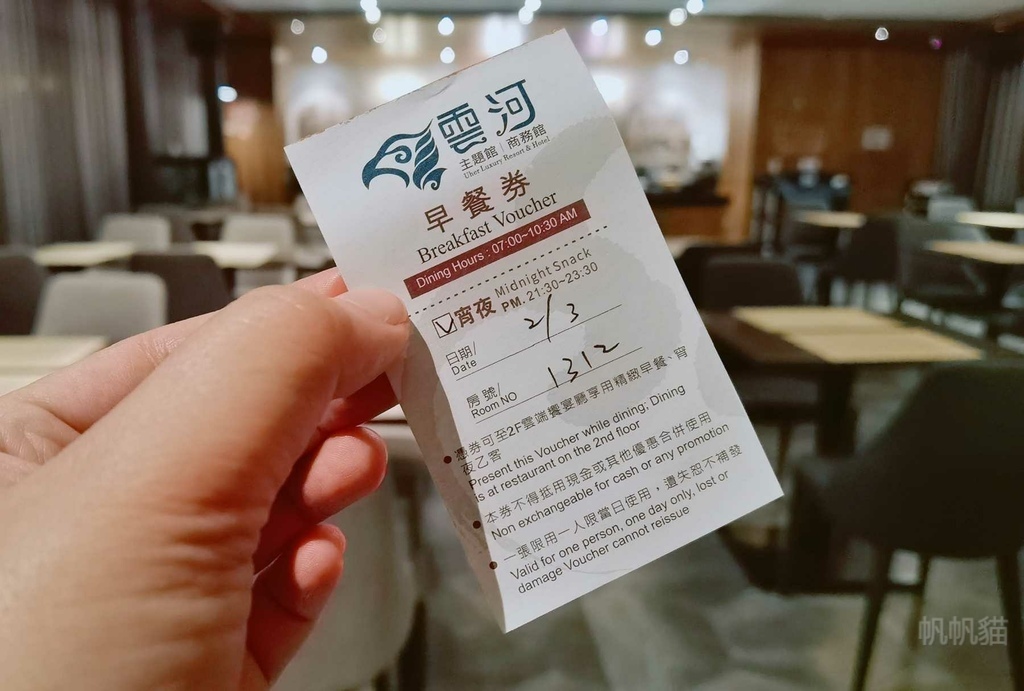 雲河
主題館｜商務館
Uher Luxury Resort & Hotel
早餐券
Breakfast Voucher
Dining Hours : 07:00~10:30 AM
宵夜 Midnight Snack
PM. 21:30~23:30
日期/
Date
2/3
房號/
Room NO
1312
• 憑券可至2F雲端饗宴廳享用精緻早餐、宵
夜乙客
Present this Voucher while dining; Dining
is at restaurant on the 2nd floor
• 本券不得抵用現金或其他優惠合併使用
Non exchangeable for cash or any promotion
• 一張限用一人限當日使用，遺失恕不補發
Valid for one person, one day only, lost or
damage Voucher cannot reissue
帆帆貓